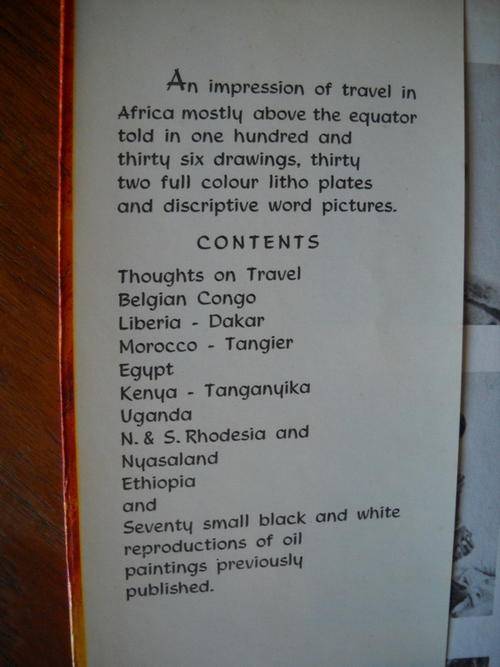 An impression of travel in
Africa mostly above the equator
told in one hundred and
thirty six drawings, thirty
two full colour litho plates
and discriptive word pictures.
CONTENTS
Thoughts on Travel
Belgian Congo
Liberia - Dakar
Morocco - Tangier
Egypt
Kenya - Tanganyika
Uganda
N. & S. Rhodesia and
Nyasaland
Ethiopia
and
Seventy small black and white
reproductions of oil
paintings previously
published.